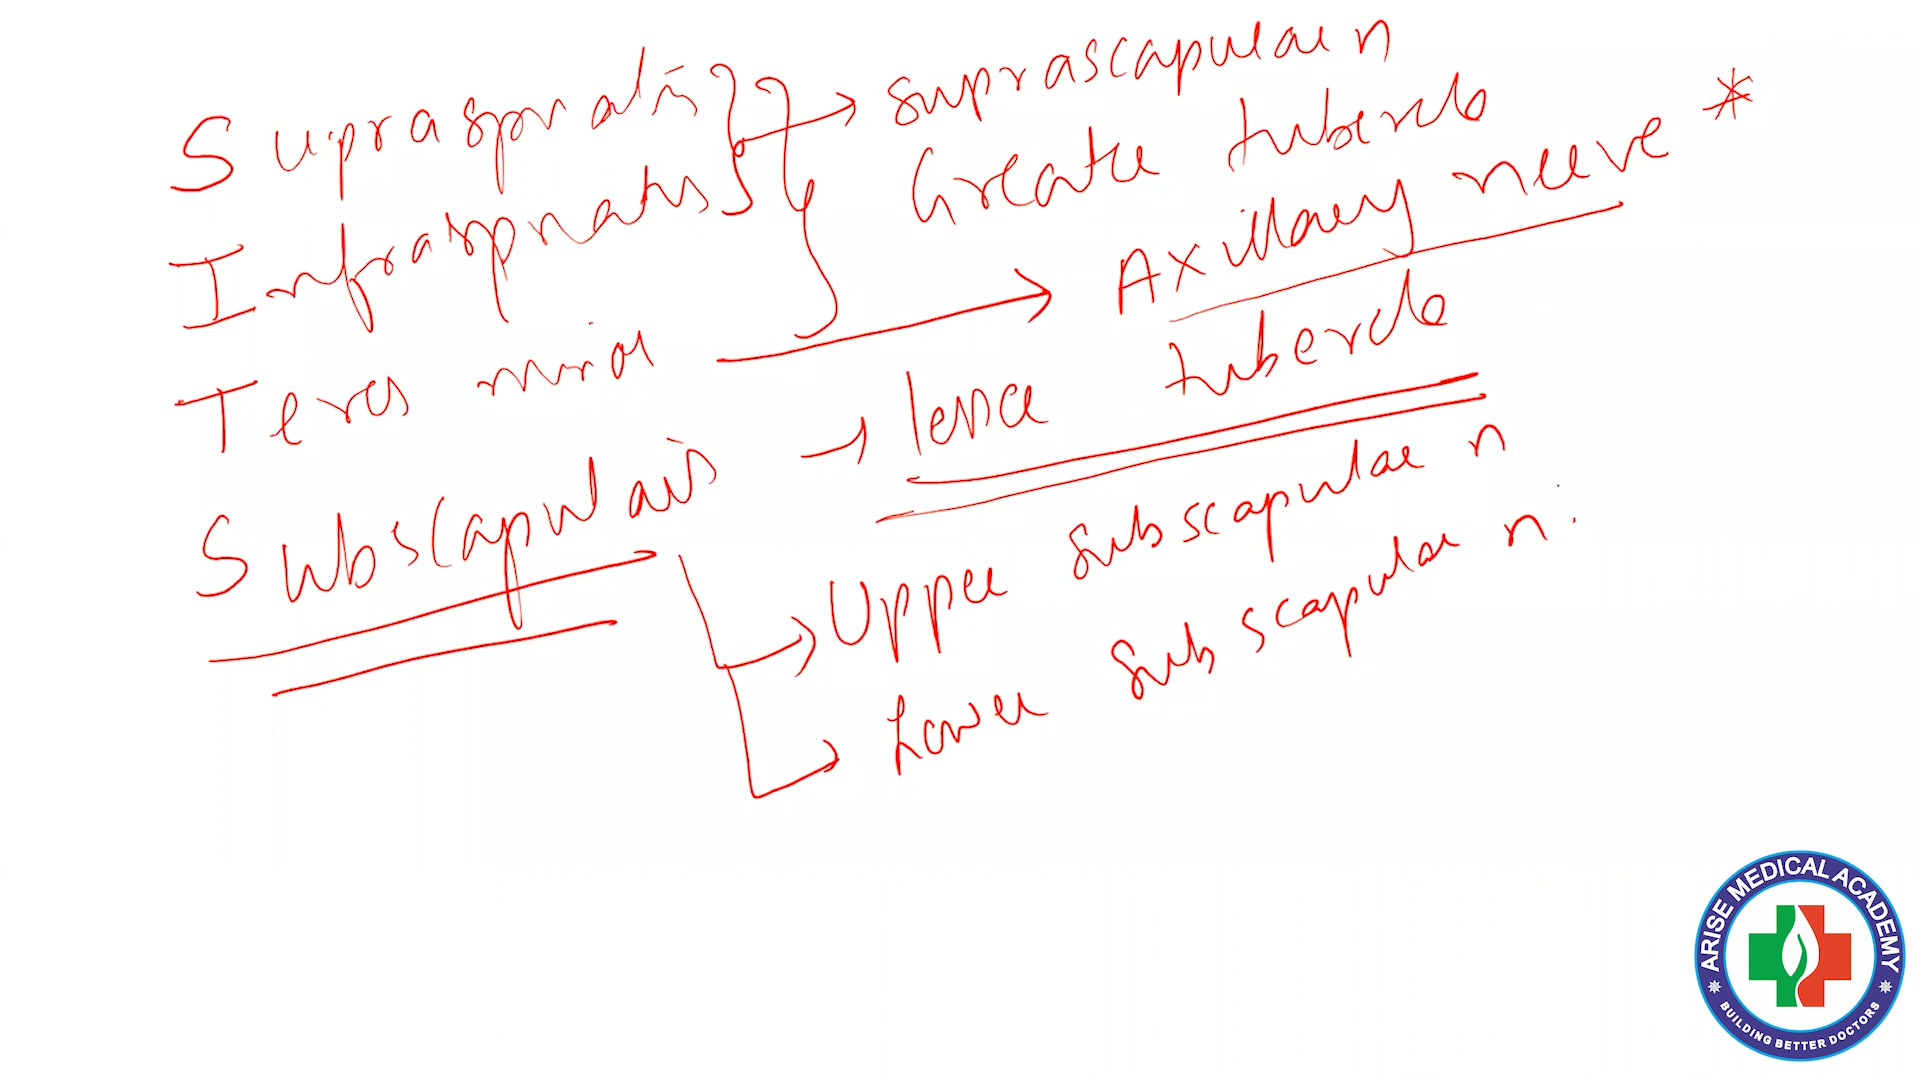 Supraspinatus } } → suprascapular n
Greater tubercle
Infraspinatus
Axillary nerve *
Teres minor →
Subscapularis → lesser tubercle
→ Upper subscapular n
→ Lower subscapular n.
ARISE MEDICAL ACADEMY
BUILDING BETTER DOCTORS